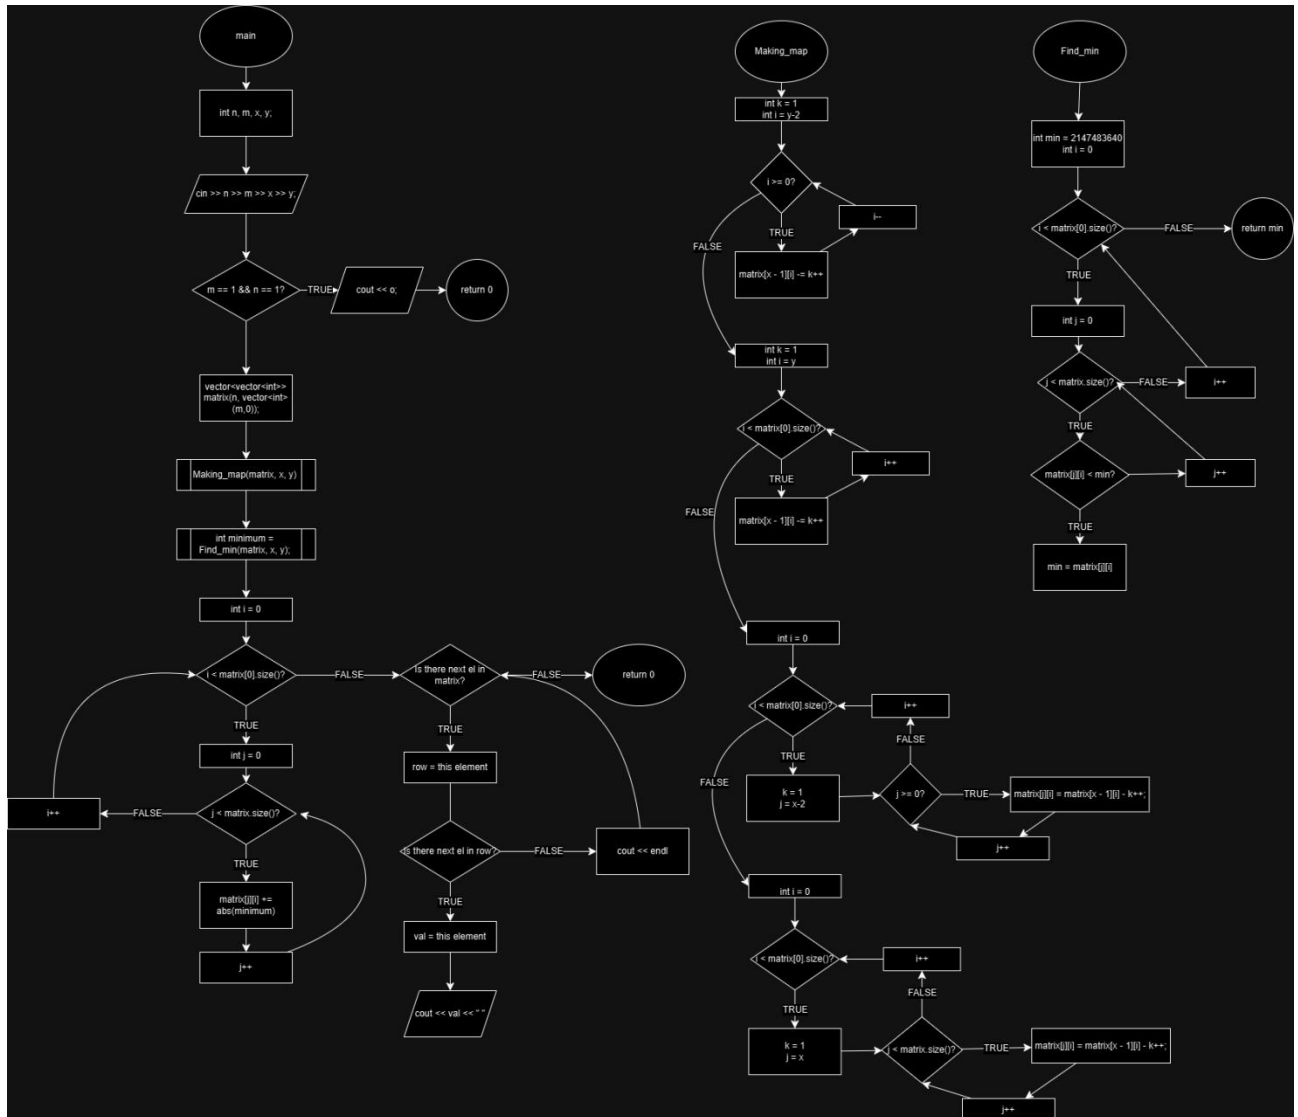 main
int n, m, x, y;
cin >> n >> m >> x >> y;
m == 1 && n == 1?
TRUE
cout << o;
return 0
vector<vector<int>>
matrix(n, vector<int>
(m,0));
Making_map(matrix, x, y)
int minimum =
Find_min(matrix, x, y);
int i = 0
i < matrix[0].size()?
FALSE
TRUE
int j = 0
j < matrix.size()?
FALSE
i++
TRUE
matrix[j][i] +=
abs(minimum)
j++
Is there next el in
matrix?
FALSE
return 0
TRUE
row = this element
Is there next el in row?
FALSE
cout << endl
TRUE
val = this element
cout << val << " "
Making_map
int k = 1
int i = y-2
i >= 0?
i--
TRUE
FALSE
matrix[x - 1][i] -= k++
int k = 1
int i = y
i < matrix[0].size()?
i++
TRUE
FALSE
matrix[x - 1][i] -= k++
int i = 0
i < matrix[0].size()?
i++
FALSE
TRUE
FALSE
k = 1
j = x-2
j >= 0?
TRUE
matrix[j][i] = matrix[x - 1][i] - k++;
j++
int i = 0
i < matrix[0].size()?
i++
FALSE
TRUE
k = 1
j = x
j < matrix.size()?
TRUE
matrix[j][i] = matrix[x - 1][i] - k++;
j++
Find_min
int min = 2147483640
int i = 0
i < matrix[0].size()?
FALSE
return min
TRUE
int j = 0
j < matrix.size()?
FALSE
i++
TRUE
matrix[j][i] < min?
j++
TRUE
min = matrix[j][i]